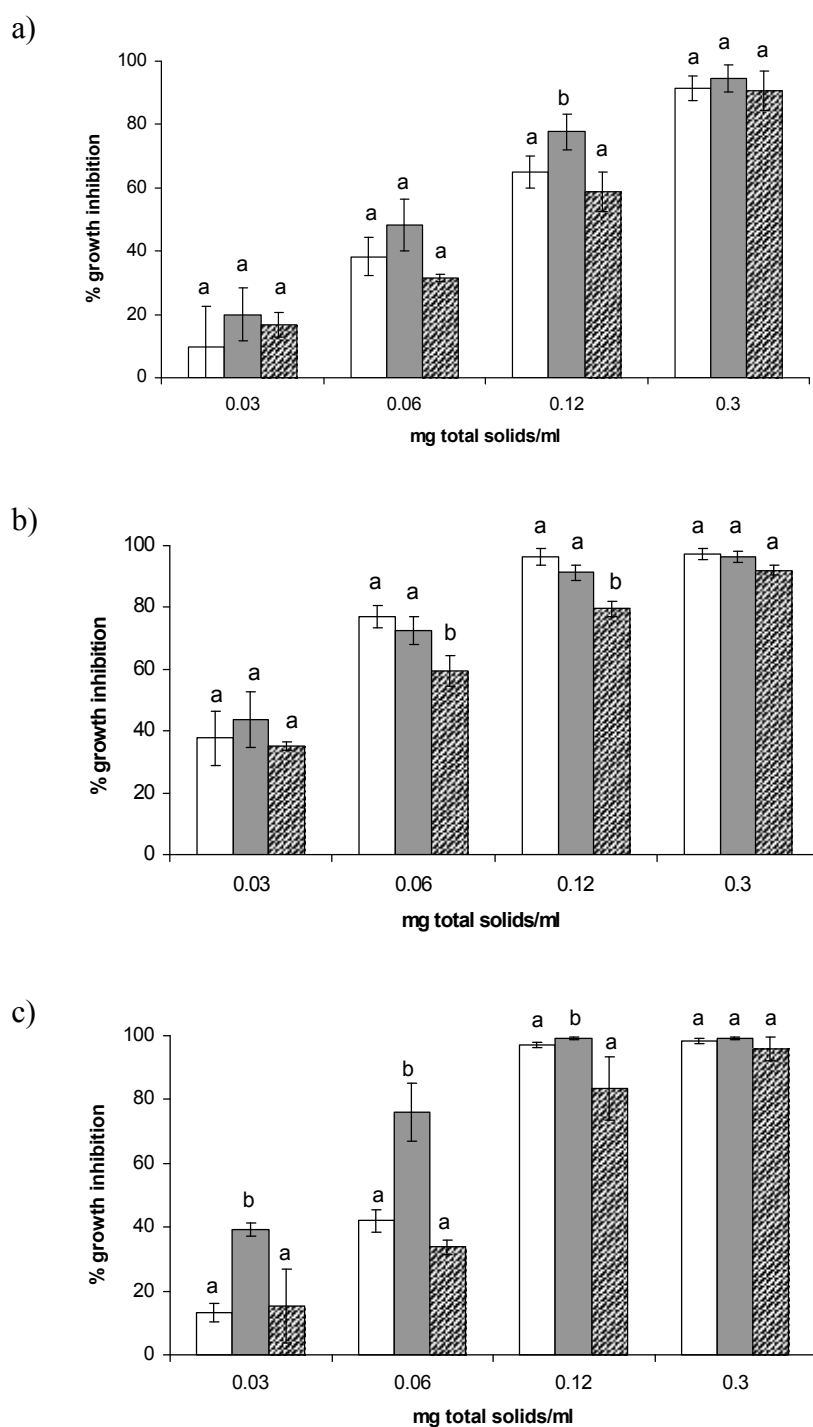 a)
100
80
60
40
20
0
% growth inhibition
a a a
a a a
a b a
a a a
0.03 0.06 0.12 0.3
mg total solids/ml
b)
100
80
60
40
20
0
% growth inhibition
a a a
a a b
a a b
a a a
0.03 0.06 0.12 0.3
mg total solids/ml
c)
100
80
60
40
20
0
% growth inhibition
a b a
a b a
a b a
a a a
0.03 0.06 0.12 0.3
mg total solids/ml